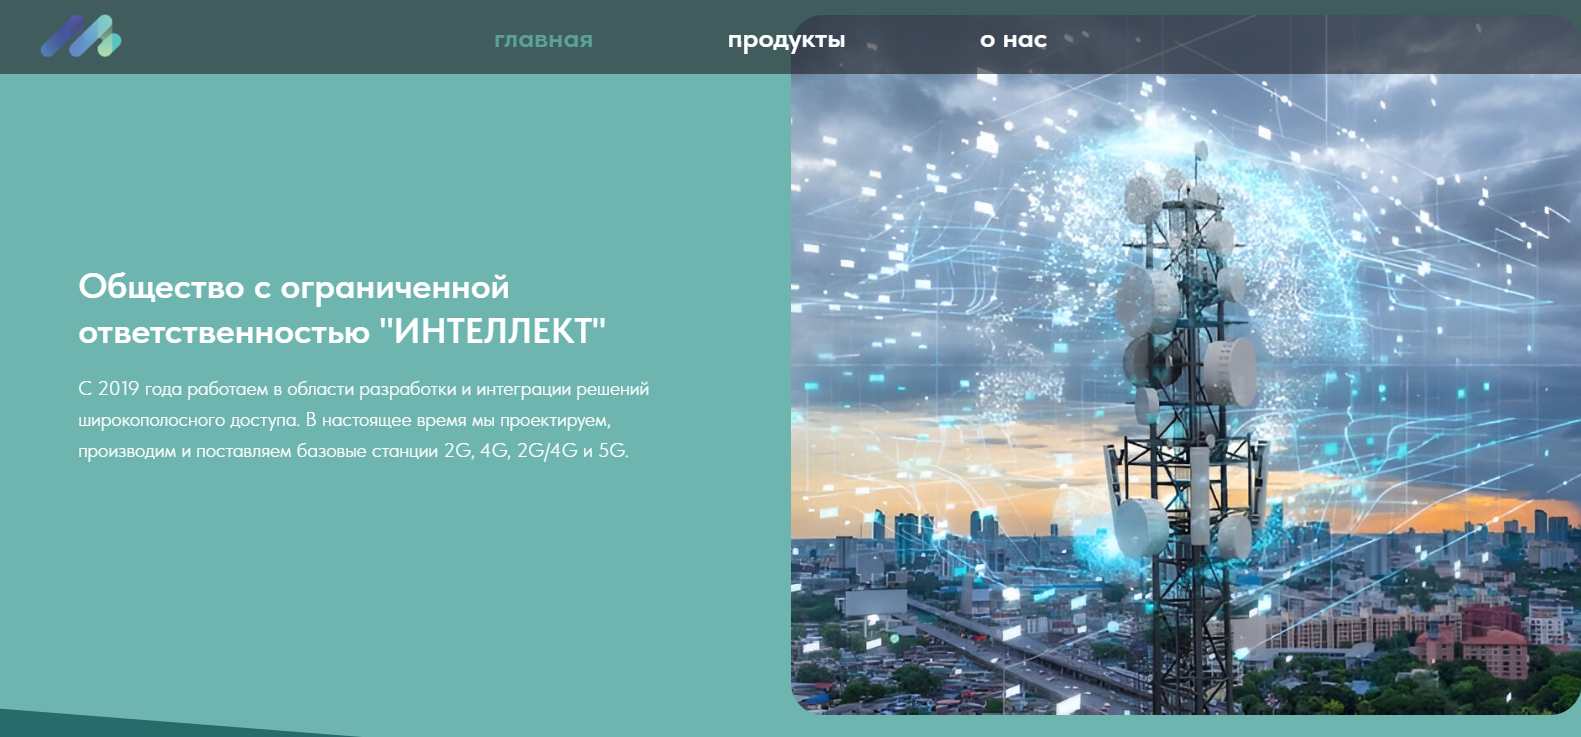 главная продукты о нас
Общество с ограниченной
ответственностью "ИНТЕЛЛЕКТ"
С 2019 года работаем в области разработки и интеграции решений
широкополосного доступа. В настоящее время мы проектируем,
производим и поставляем базовые станции 2G, 4G, 2G/4G и 5G.